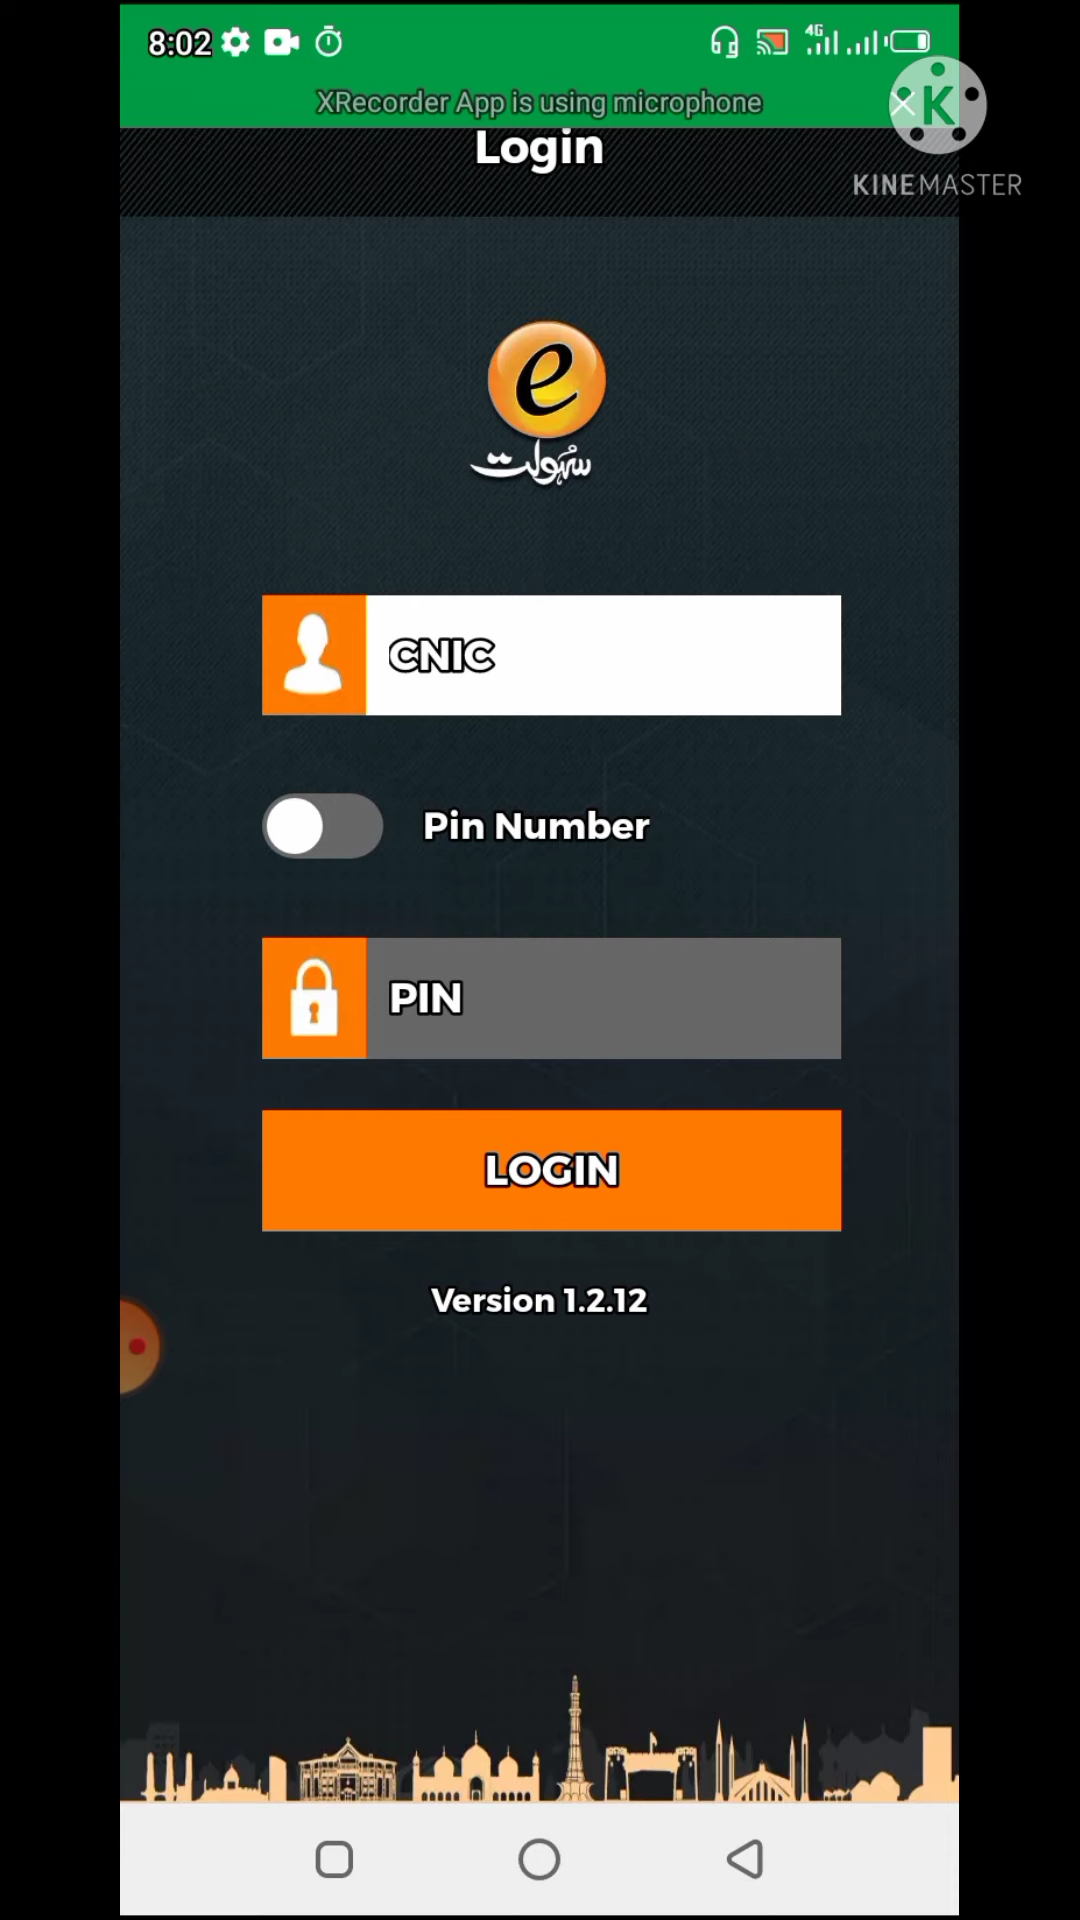 8:02
4G
XRecorder App is using microphone
K
Login
KINEMASTER
e
سہولت
CNIC
Pin Number
PIN
LOGIN
Version 1.2.12